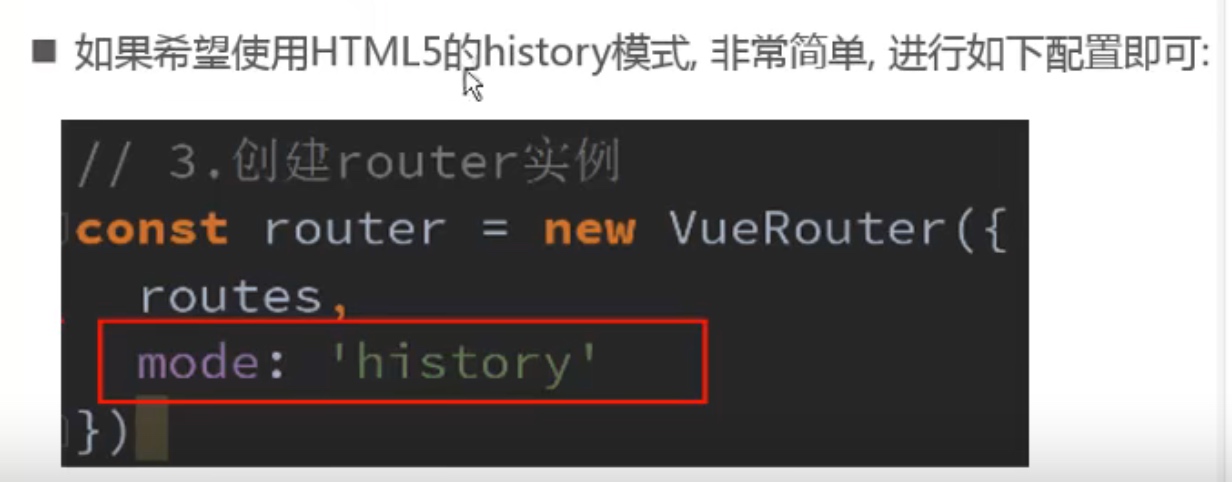 ■ 如果希望使用HTML5的history模式, 非常简单, 进行如下配置即可:
// 3.创建router实例
const router = new VueRouter({
routes,
mode: 'history'
})